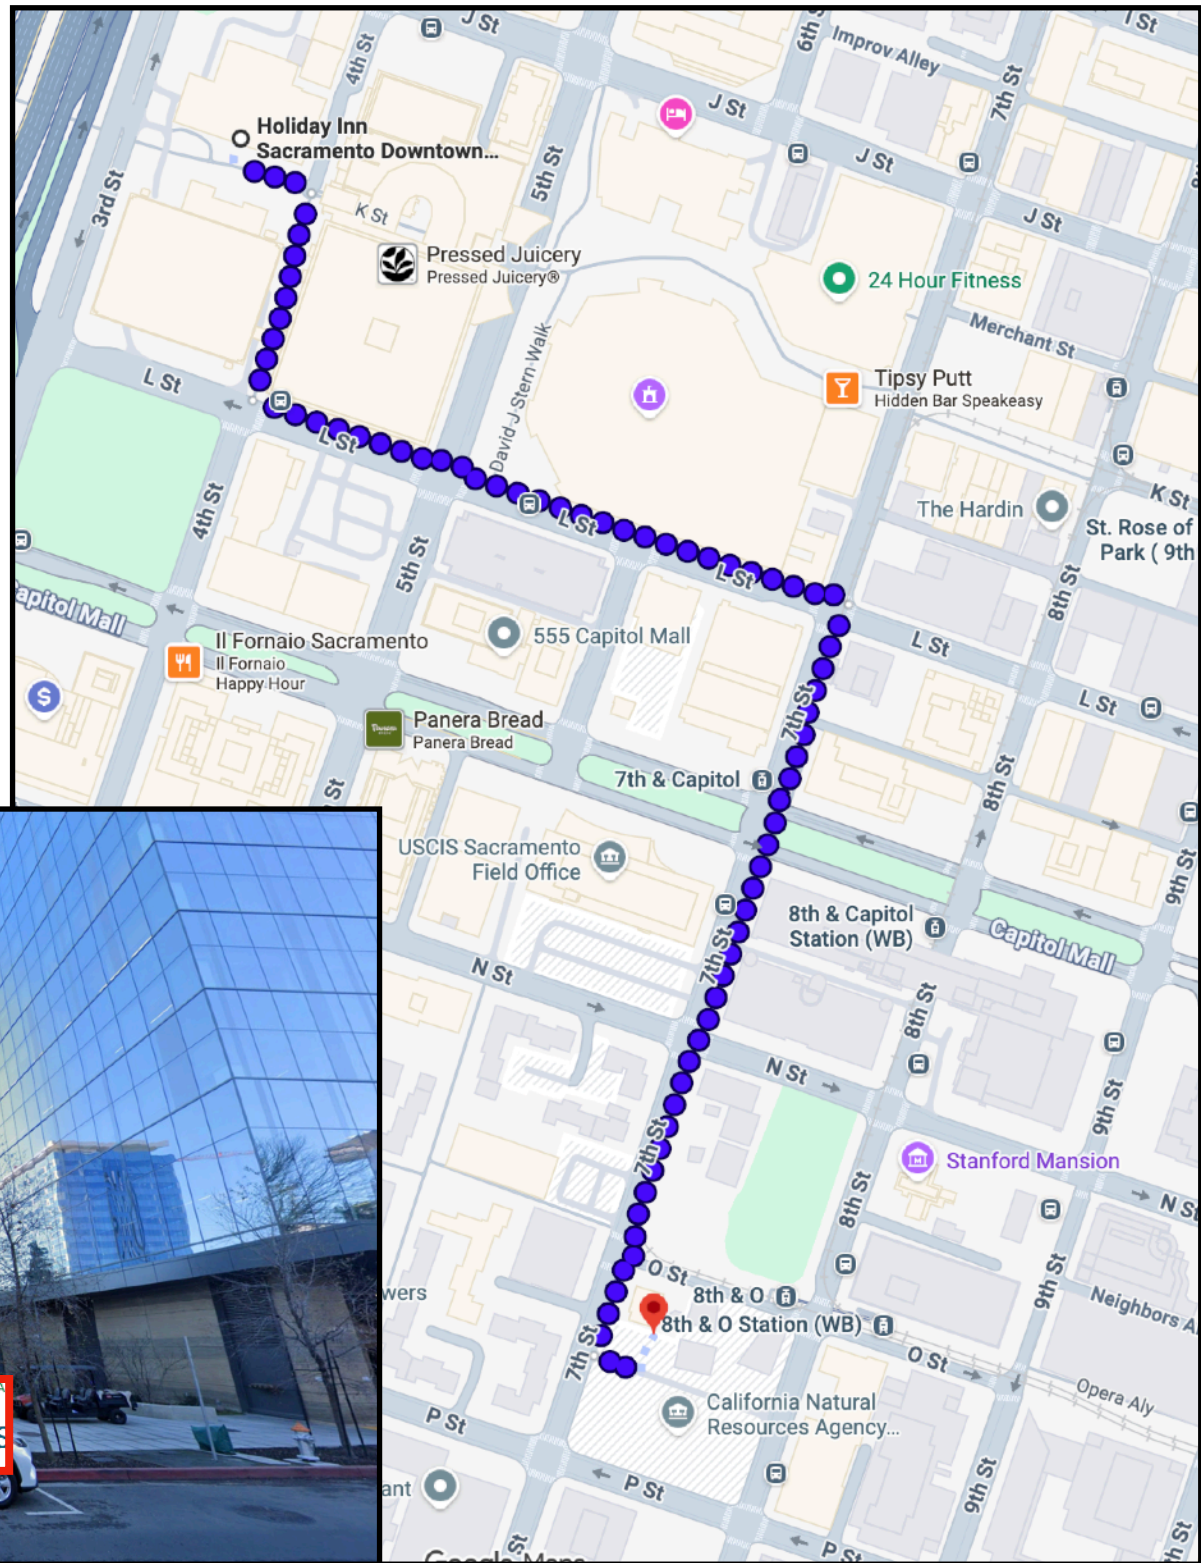 J St
I St
6th S
Improv Alley
4th St
7th St
J St
Holiday Inn
Sacramento Downtown...
J St
5th St
3rd St
K St
J St
Pressed Juicery
Pressed Juicery®
24 Hour Fitness
Merchant St
David J Stern Walk
L St
Tipsy Putt
Hidden Bar Speakeasy
L St
K St
4th St
The Hardin
St. Rose of
Park ( 9th
L St
5th St
L St
8th St
apitol Mall
Il Fornaio Sacramento
Il Fornaio
Happy Hour
555 Capitol Mall
L St
L St
7th St
Panera Bread
Panera Bread
7th & Capitol
St
8th St
USCIS Sacramento
Field Office
9th St
8th & Capitol
Station (WB)
Capitol Mall
7th St
N St
8th St
N St
9th St
7th St
Stanford Mansion
N St
8th St
O St
wers
8th & O
9th St
Neighbors A
8th & O Station (WB)
7th St
O St
Opera Aly
California Natural
Resources Agency...
P St
P St
ant
9th St
St
P St
St
Google Maps